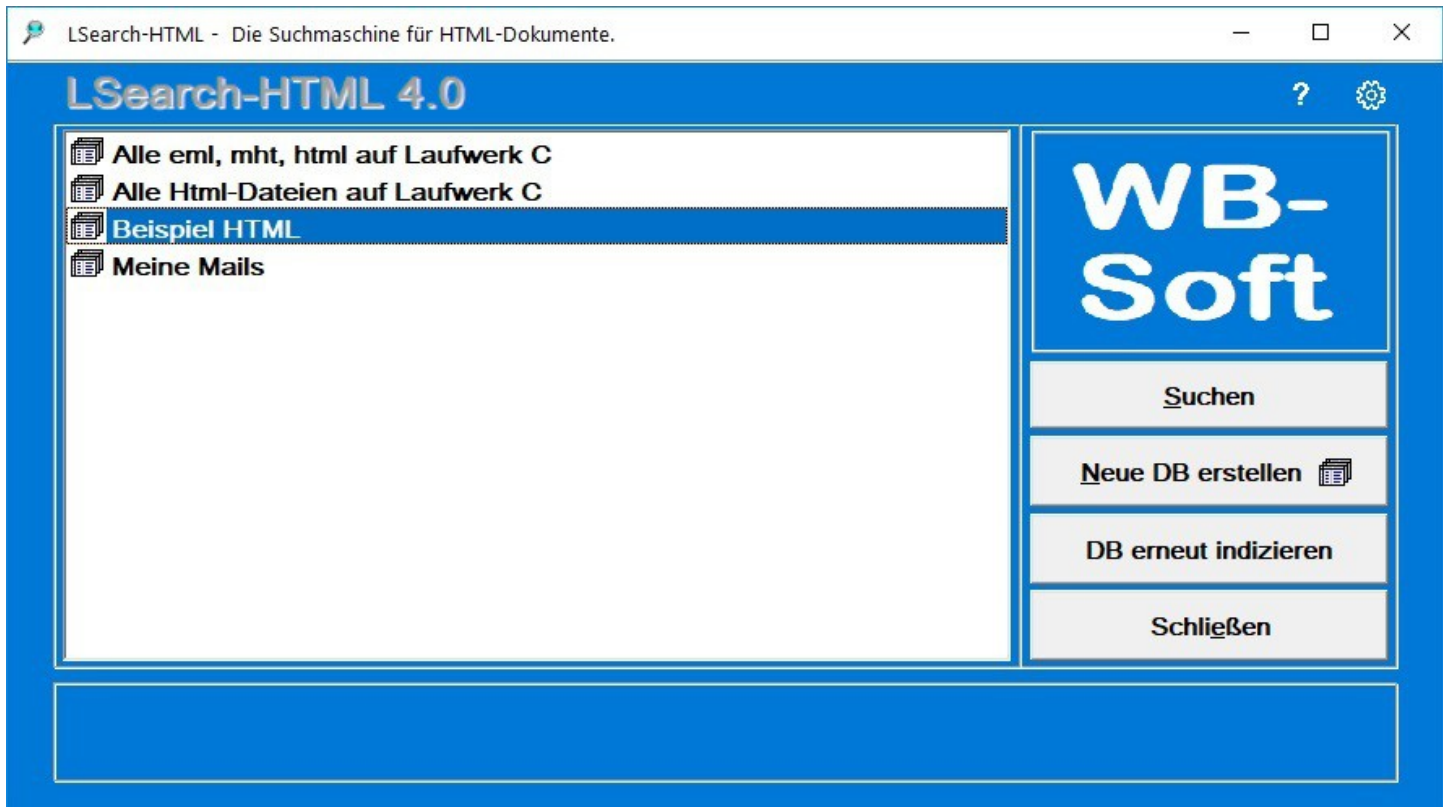 LSearch-HTML - Die Suchmaschine für HTML-Dokumente.
LSearch-HTML 4.0
?
Alle eml, mht, html auf Laufwerk C
Alle Html-Dateien auf Laufwerk C
Beispiel HTML
Meine Mails
WB-
Soft
Suchen
Neue DB erstellen
DB erneut indizieren
Schließen